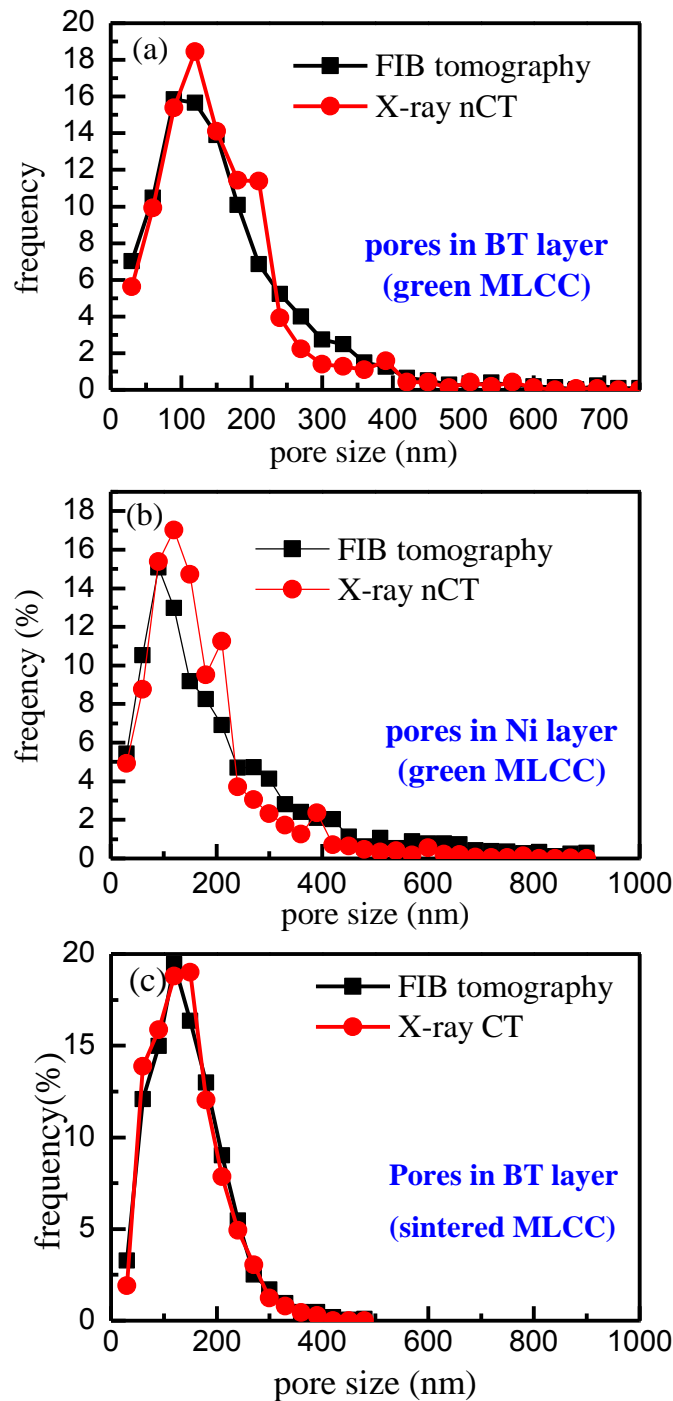 20
(a)
FIB tomography
18
X-ray nCT
16
14
12
10
frequency
8
pores in BT layer
(green MLCC)
6
4
2
0
0 100 200 300 400 500 600 700
pore size (nm)
(b)
18
FIB tomography
16
X-ray nCT
14
12
10
freqency (%)
8
pores in Ni layer
(green MLCC)
6
4
2
0
0 200 400 600 800 1000
pore size (nm)
20
(c)
FIB tomography
X-ray CT
15
10
frequency(%)
Pores in BT layer
(sintered MLCC)
5
0
0 200 400 600 800 1000
pore size (nm)